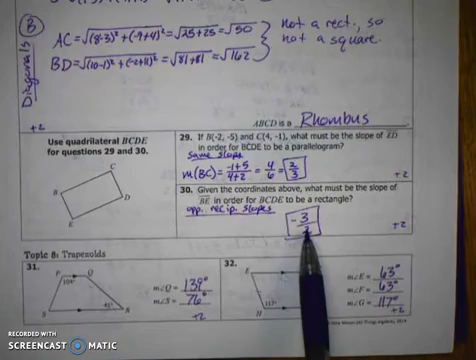 B
Diagonals
AC = √(8-3)² + (-9+4)² = √25+25 = √50
BD = √(10-1)² + (-2+11)² = √81+81 = √162
not a rect., so
not a square.
ABCD is a Rhombus
+2
Use quadrilateral BCDE
for questions 29 and 30.
B
C
D
E
29. If B(-2, -5) and C(4, -1), what must be the slope of ED
in order for BCDE to be a parallelogram?
same slope
m(BC) = -1+5/4+2 = 4/6 = 2/3
+2
30. Given the coordinates above, what must be the slope of
BE in order for BCDE to be a rectangle?
opp. recip. slopes
-3
+2
Topic 8: Trapezoids
31.
P
Q
104°
41°
S
R
m∠Q = 139°
m∠S = 76°
+2
32.
E
117°
H
m∠E = 63°
m∠F = 63°
m∠G = 117°
+2
RECORDED WITH
SCREENCAST MATIC